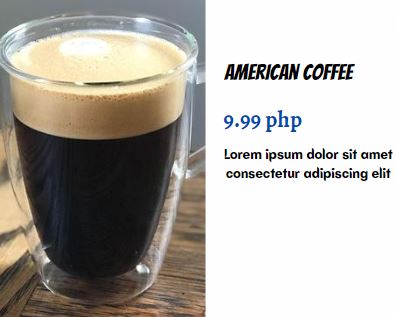 AMERICAN COFFEE
9.99 php
Lorem ipsum dolor sit amet
consectetur adipiscing elit